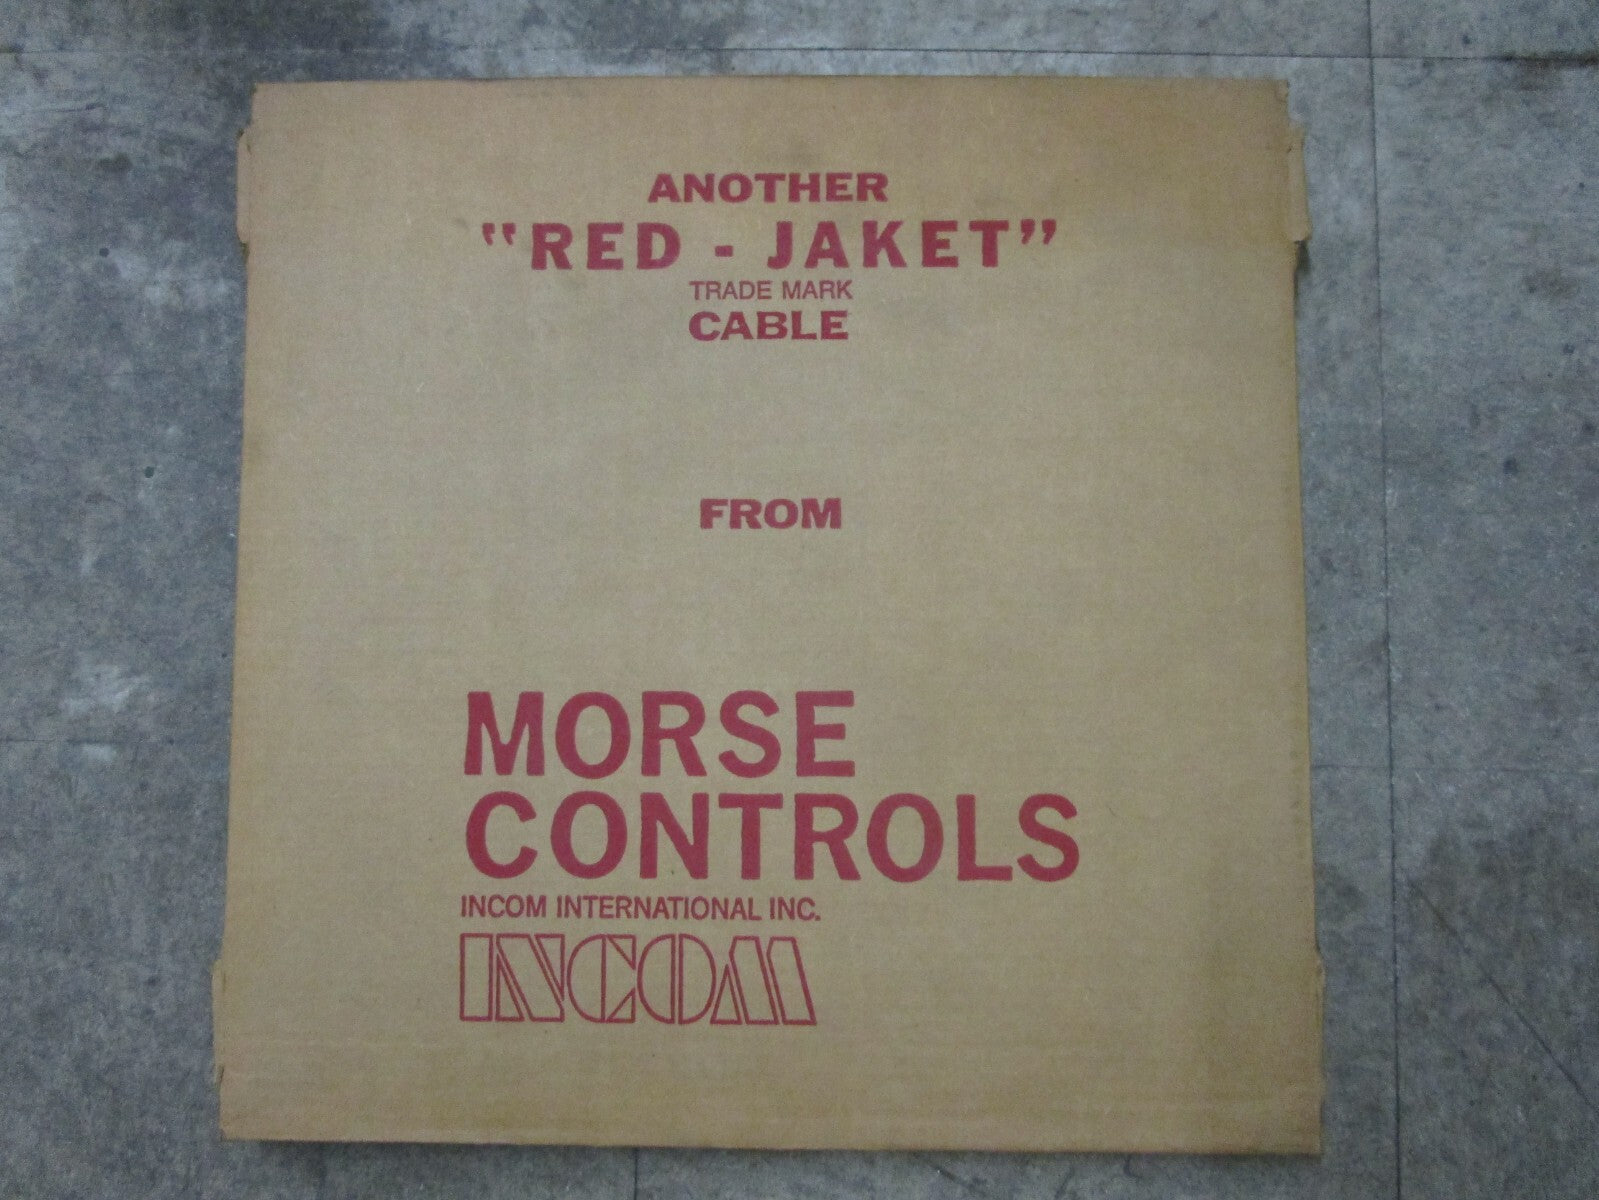 ANOTHER
“RED - JAKET”
TRADE MARK
CABLE
FROM
MORSE
CONTROLS
INCOM INTERNATIONAL INC.
INCOM